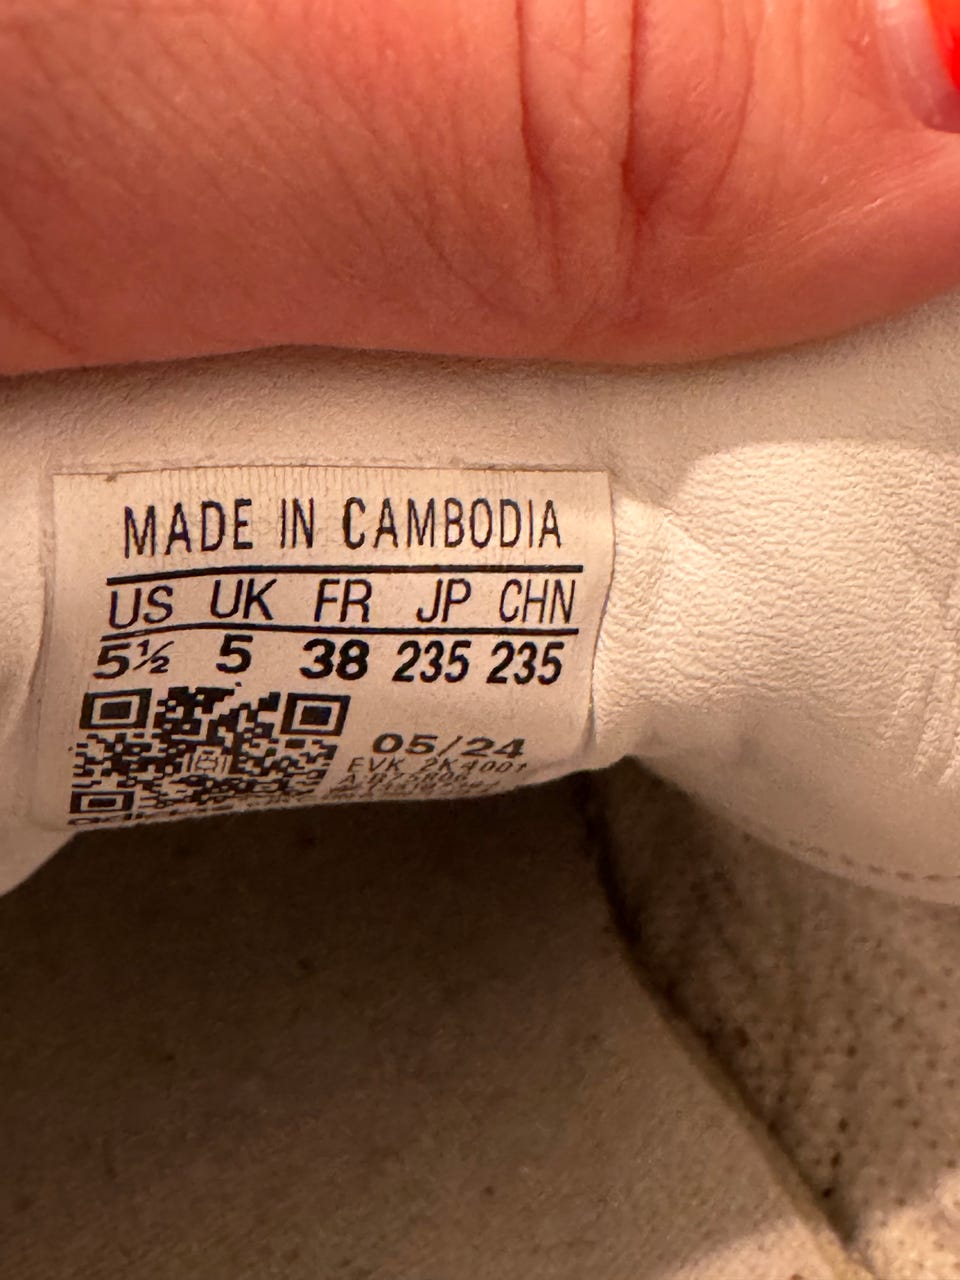 MADE IN CAMBODIA
US UK FR JP CHN
5½ 5 38 235 235
05/24
EVK 2K4001